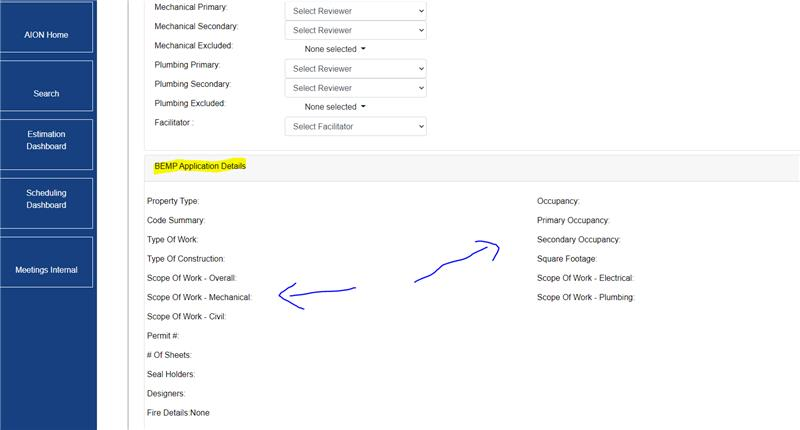 AION Home
Search
Estimation
Dashboard
Scheduling
Dashboard
Meetings Internal
Mechanical Primary:
Select Reviewer
Mechanical Secondary:
Select Reviewer
Mechanical Excluded:
None selected
Plumbing Primary:
Select Reviewer
Plumbing Secondary:
Select Reviewer
Plumbing Excluded:
None selected
Facilitator :
Select Facilitator
BEMP Application Details
Property Type:
Code Summary:
Type Of Work:
Type Of Construction:
Scope Of Work - Overall:
Scope Of Work - Mechanical:
Scope Of Work - Civil:
Permit #:
# Of Sheets:
Seal Holders:
Designers:
Fire Details:None
Occupancy:
Primary Occupancy:
Secondary Occupancy:
Square Footage:
Scope Of Work - Electrical:
Scope Of Work - Plumbing: